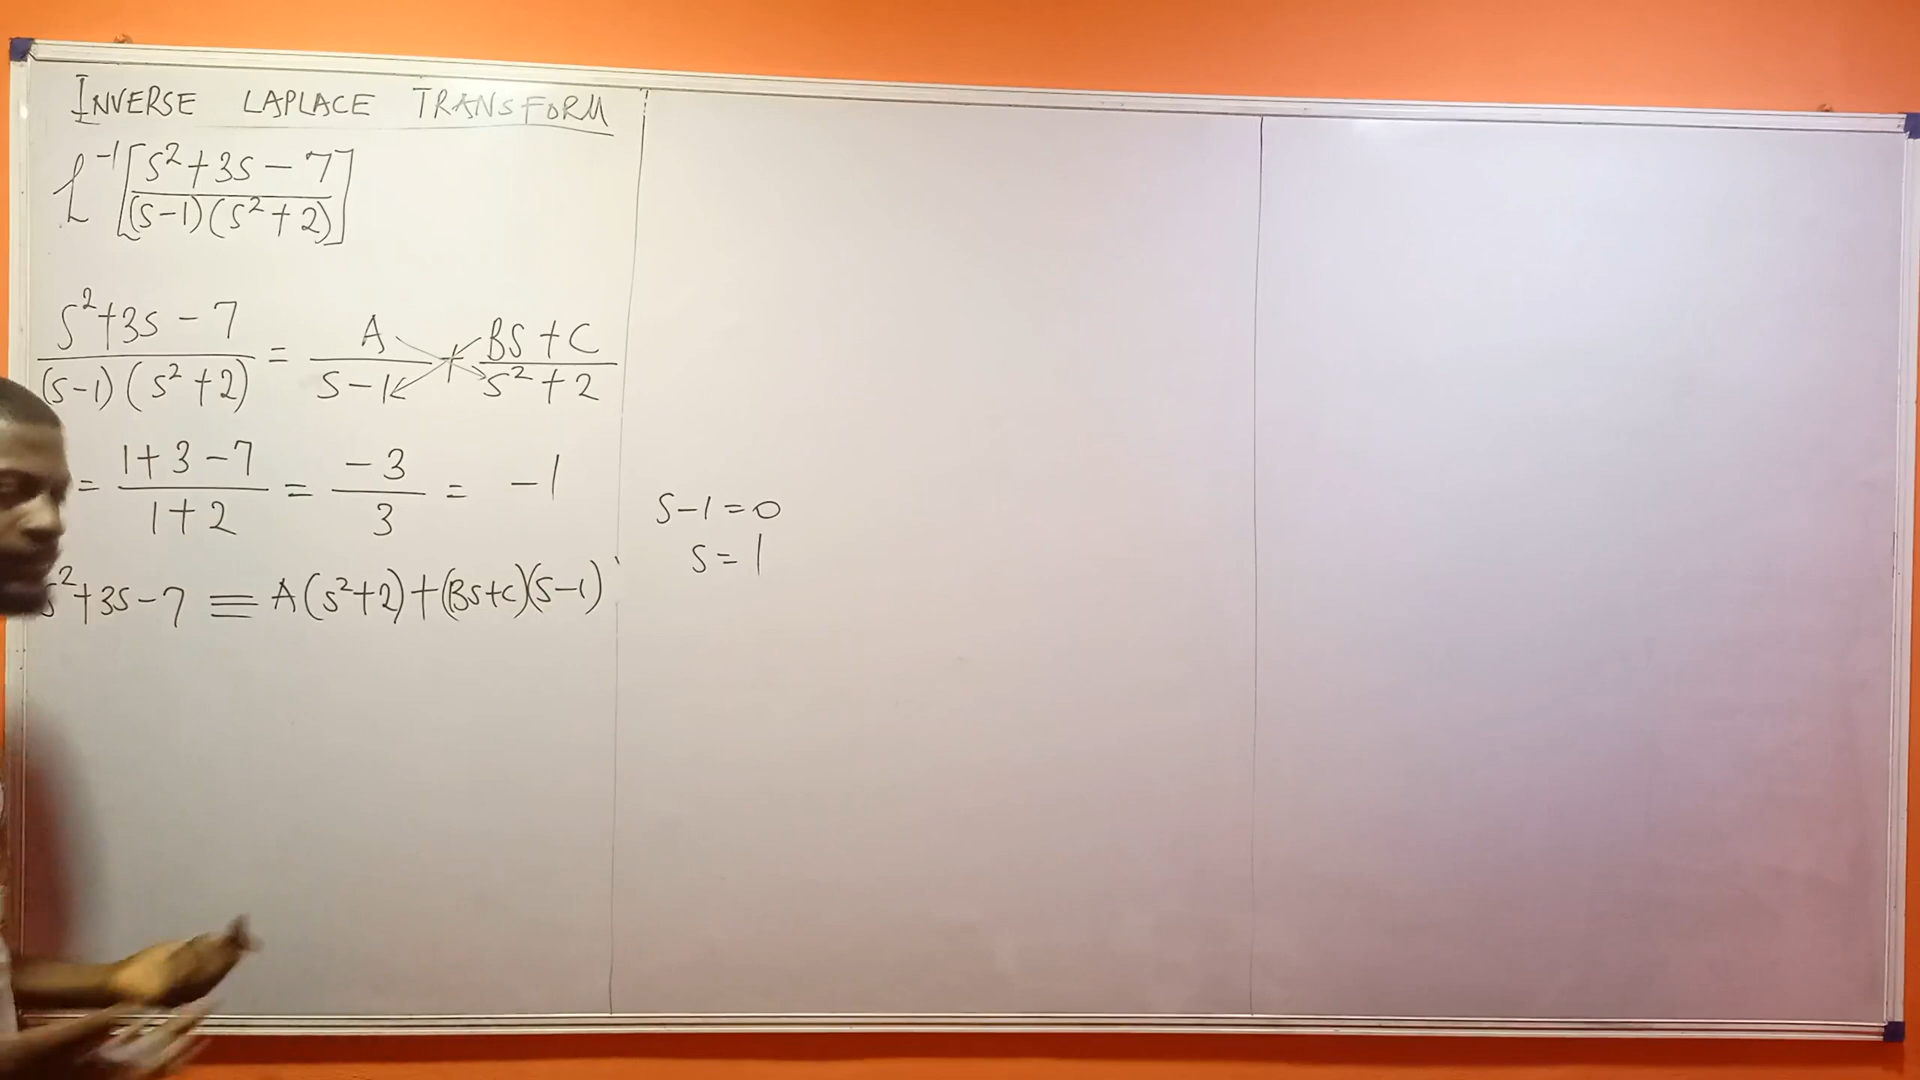 INVERSE LAPLACE TRANSFORM
L⁻¹[(s²+3s-7)/((s-1)(s²+2))]
(s²+3s-7)/((s-1)(s²+2)) = A/(s-1) + (Bs+C)/(s²+2)
= (1+3-7)/(1+2) = -3/3 = -1
s-1=0
s=1
s²+3s-7 ≡ A(s²+2)+(Bs+C)(s-1)